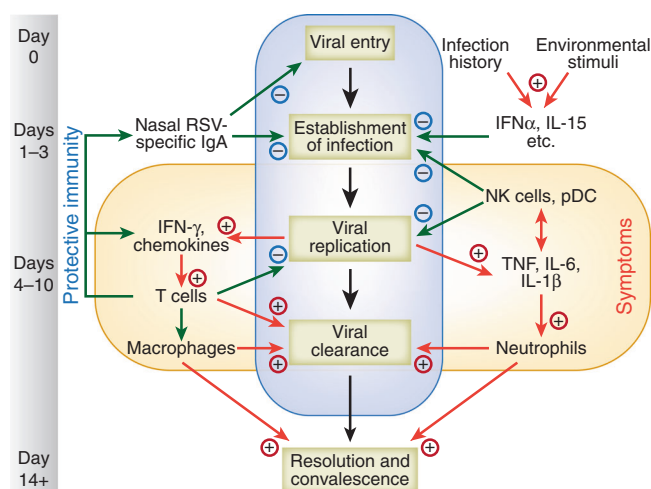 Day
0
Viral entry
Infection
history
Environmental
stimuli
+
−
Days
1–3
Nasal RSV-
specific IgA
−
Establishment
of infection
−
−
IFNα, IL-15
etc.
Protective immunity
NK cells, pDC
Days
4–10
IFN-γ,
chemokines
+
Viral
replication
−
−
+
TNF, IL-6,
IL-1β
Symptoms
+
T cells
+
+
Macrophages
+
Viral
clearance
+
Neutrophils
Day
14+
+
Resolution and
convalescence
+